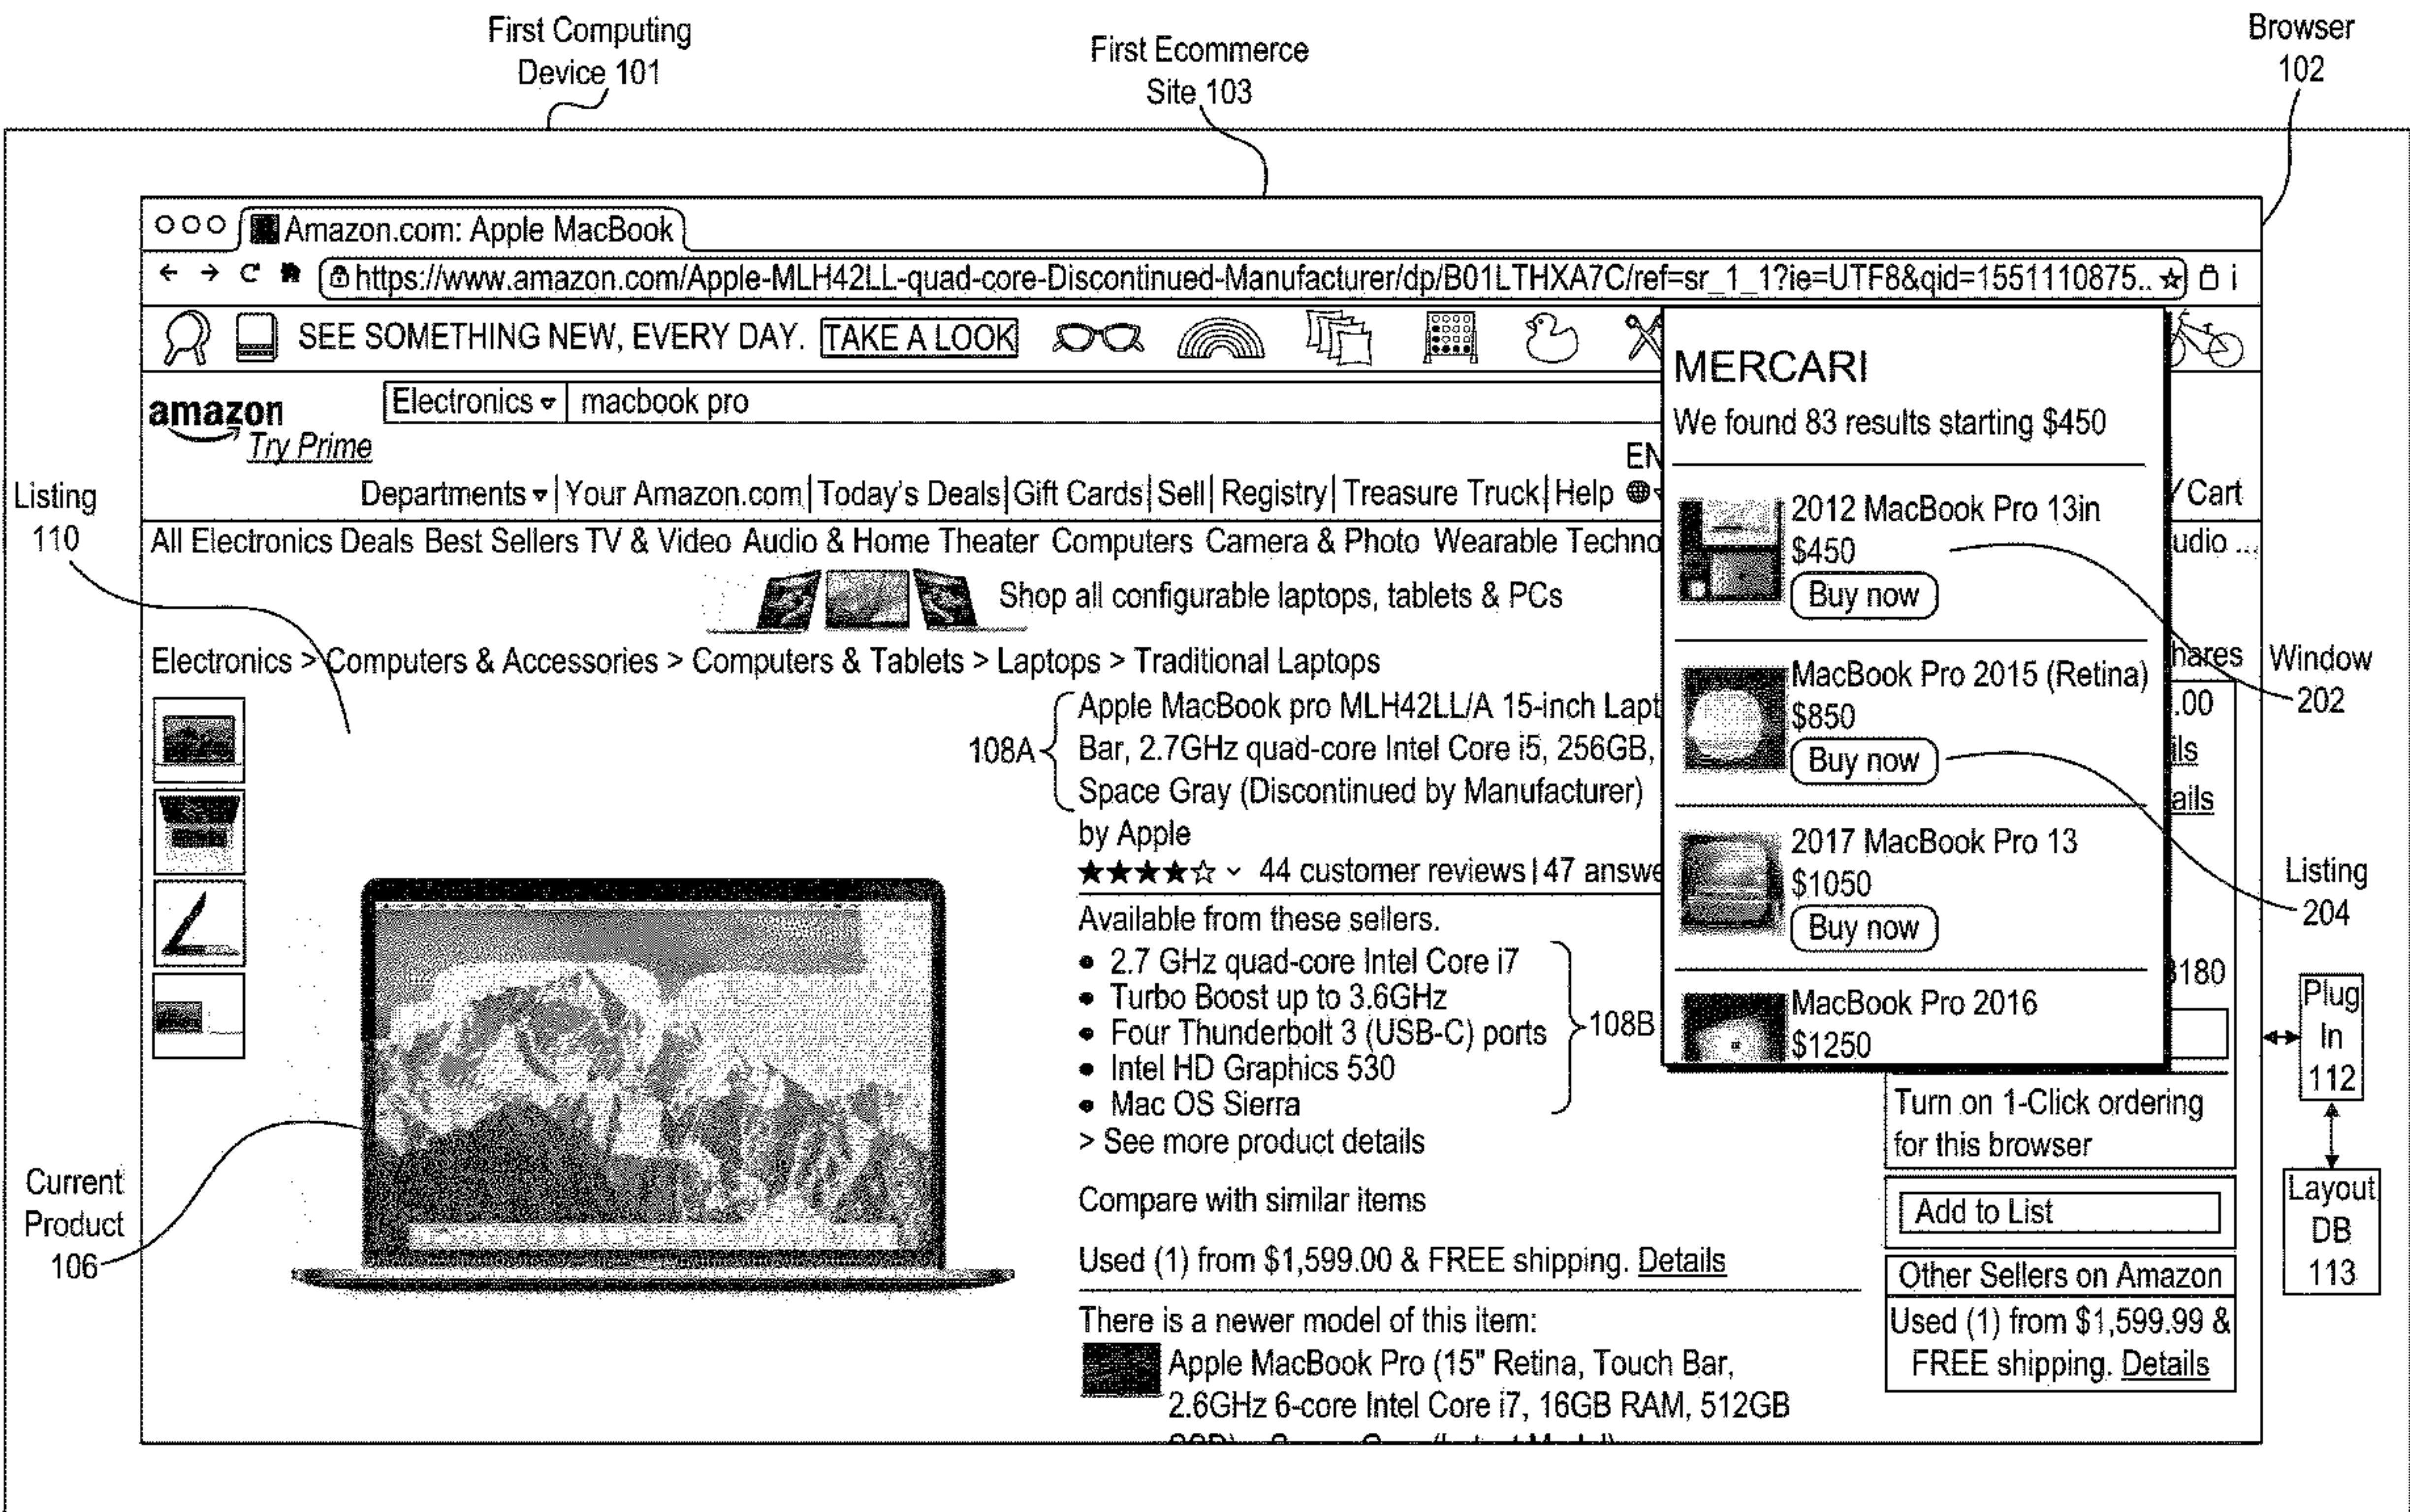 First Computing
Device 101
First Ecommerce
Site 103
Browser
102
Amazon.com: Apple MacBook
https://www.amazon.com/Apple-MLH42LL-quad-core-Discontinued-Manufacturer/dp/B01LTHXA7C/ref=sr_1_1?ie=UTF8&qid=1551110875..
SEE SOMETHING NEW, EVERY DAY. TAKE A LOOK
amazon
Try Prime
Electronics macbook pro
EN
Departments | Your Amazon.com | Today's Deals | Gift Cards | Sell | Registry | Treasure Truck | Help
Cart
All Electronics Deals Best Sellers TV & Video Audio & Home Theater Computers Camera & Photo Wearable Techno
udio ...
Shop all configurable laptops, tablets & PCs
Electronics > Computers & Accessories > Computers & Tablets > Laptops > Traditional Laptops
hares
Listing
110
108A
Apple MacBook pro MLH42LL/A 15-inch Lapt
Bar, 2.7GHz quad-core Intel Core i5, 256GB,
Space Gray (Discontinued by Manufacturer)
by Apple
44 customer reviews | 47 answe
Available from these sellers.
• 2.7 GHz quad-core Intel Core i7
• Turbo Boost up to 3.6GHz
• Four Thunderbolt 3 (USB-C) ports
• Intel HD Graphics 530
• Mac OS Sierra
108B
> See more product details
Compare with similar items
Used (1) from $1,599.00 & FREE shipping. Details
There is a newer model of this item:
Apple MacBook Pro (15" Retina, Touch Bar,
2.6GHz 6-core Intel Core i7, 16GB RAM, 512GB
MERCARI
We found 83 results starting $450
2012 MacBook Pro 13in
$450
Buy now
MacBook Pro 2015 (Retina)
$850
Buy now
2017 MacBook Pro 13
$1050
Buy now
MacBook Pro 2016
$1250
.00
ils
ails
180
Turn on 1-Click ordering
for this browser
Add to List
Other Sellers on Amazon
Used (1) from $1,599.99 &
FREE shipping. Details
Window
202
Listing
204
Plug
In
112
Layout
DB
113
Current
Product
106